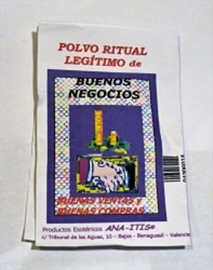 POLVO RITUAL
LEGÍTIMO de
BUENOS
NEGOCIOS
BUENAS VENTAS y
BUENAS COMPRAS
Productos Esotéricos ANA-ITIS®
c/ Tribunal de las Aguas, 10 - Bajos - Benaguasil - Valencia